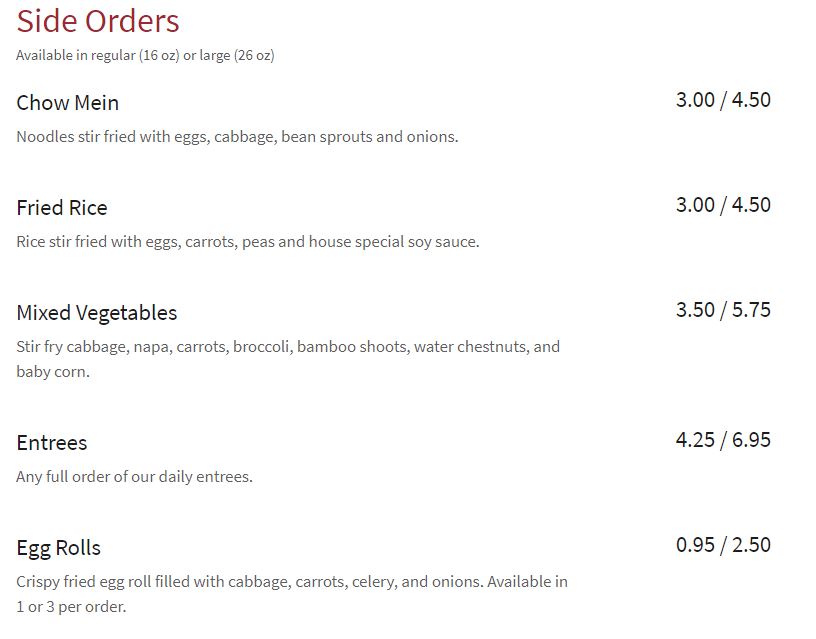 Side Orders
Available in regular (16 oz) or large (26 oz)
Chow Mein 3.00 / 4.50
Noodles stir fried with eggs, cabbage, bean sprouts and onions.
Fried Rice 3.00 / 4.50
Rice stir fried with eggs, carrots, peas and house special soy sauce.
Mixed Vegetables 3.50 / 5.75
Stir fry cabbage, napa, carrots, broccoli, bamboo shoots, water chestnuts, and
baby corn.
Entrees 4.25 / 6.95
Any full order of our daily entrees.
Egg Rolls 0.95 / 2.50
Crispy fried egg roll filled with cabbage, carrots, celery, and onions. Available in
1 or 3 per order.